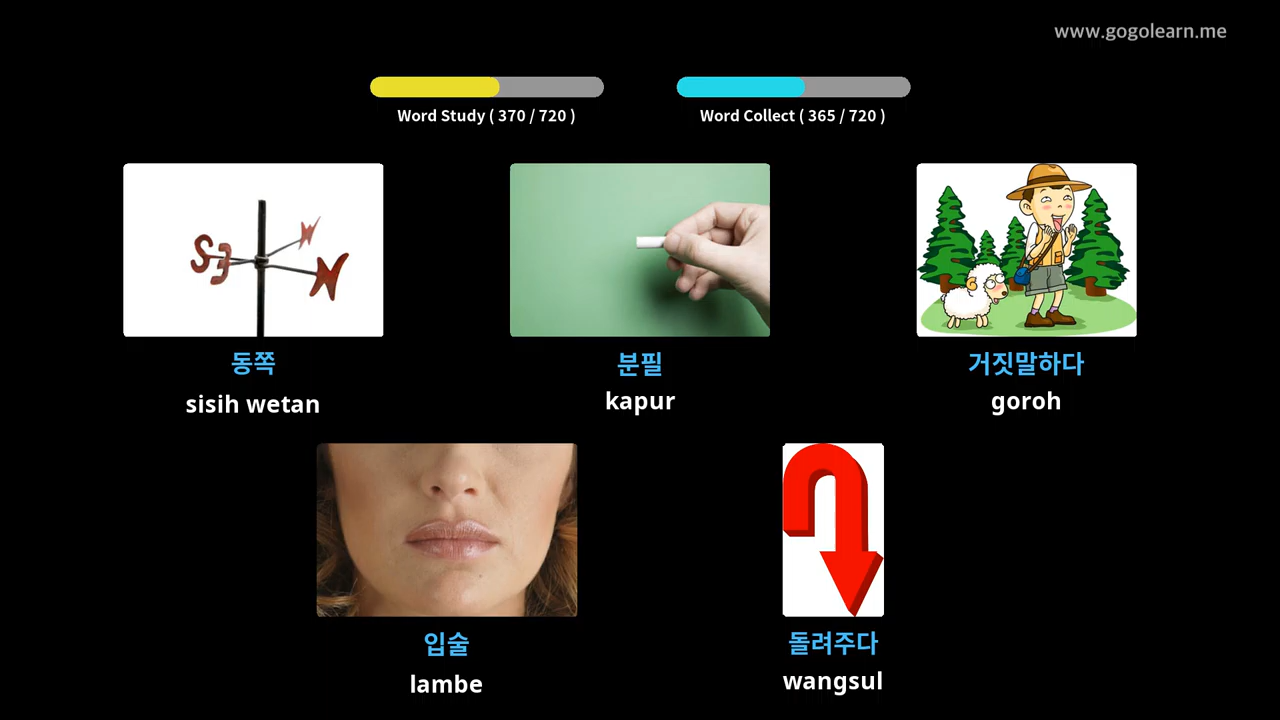 www.gogolearn.me
Word Study ( 370 / 720 )
Word Collect ( 365 / 720 )
동쪽
sisih wetan
분필
kapur
거짓말하다
goroh
입술
lambe
돌려주다
wangsul